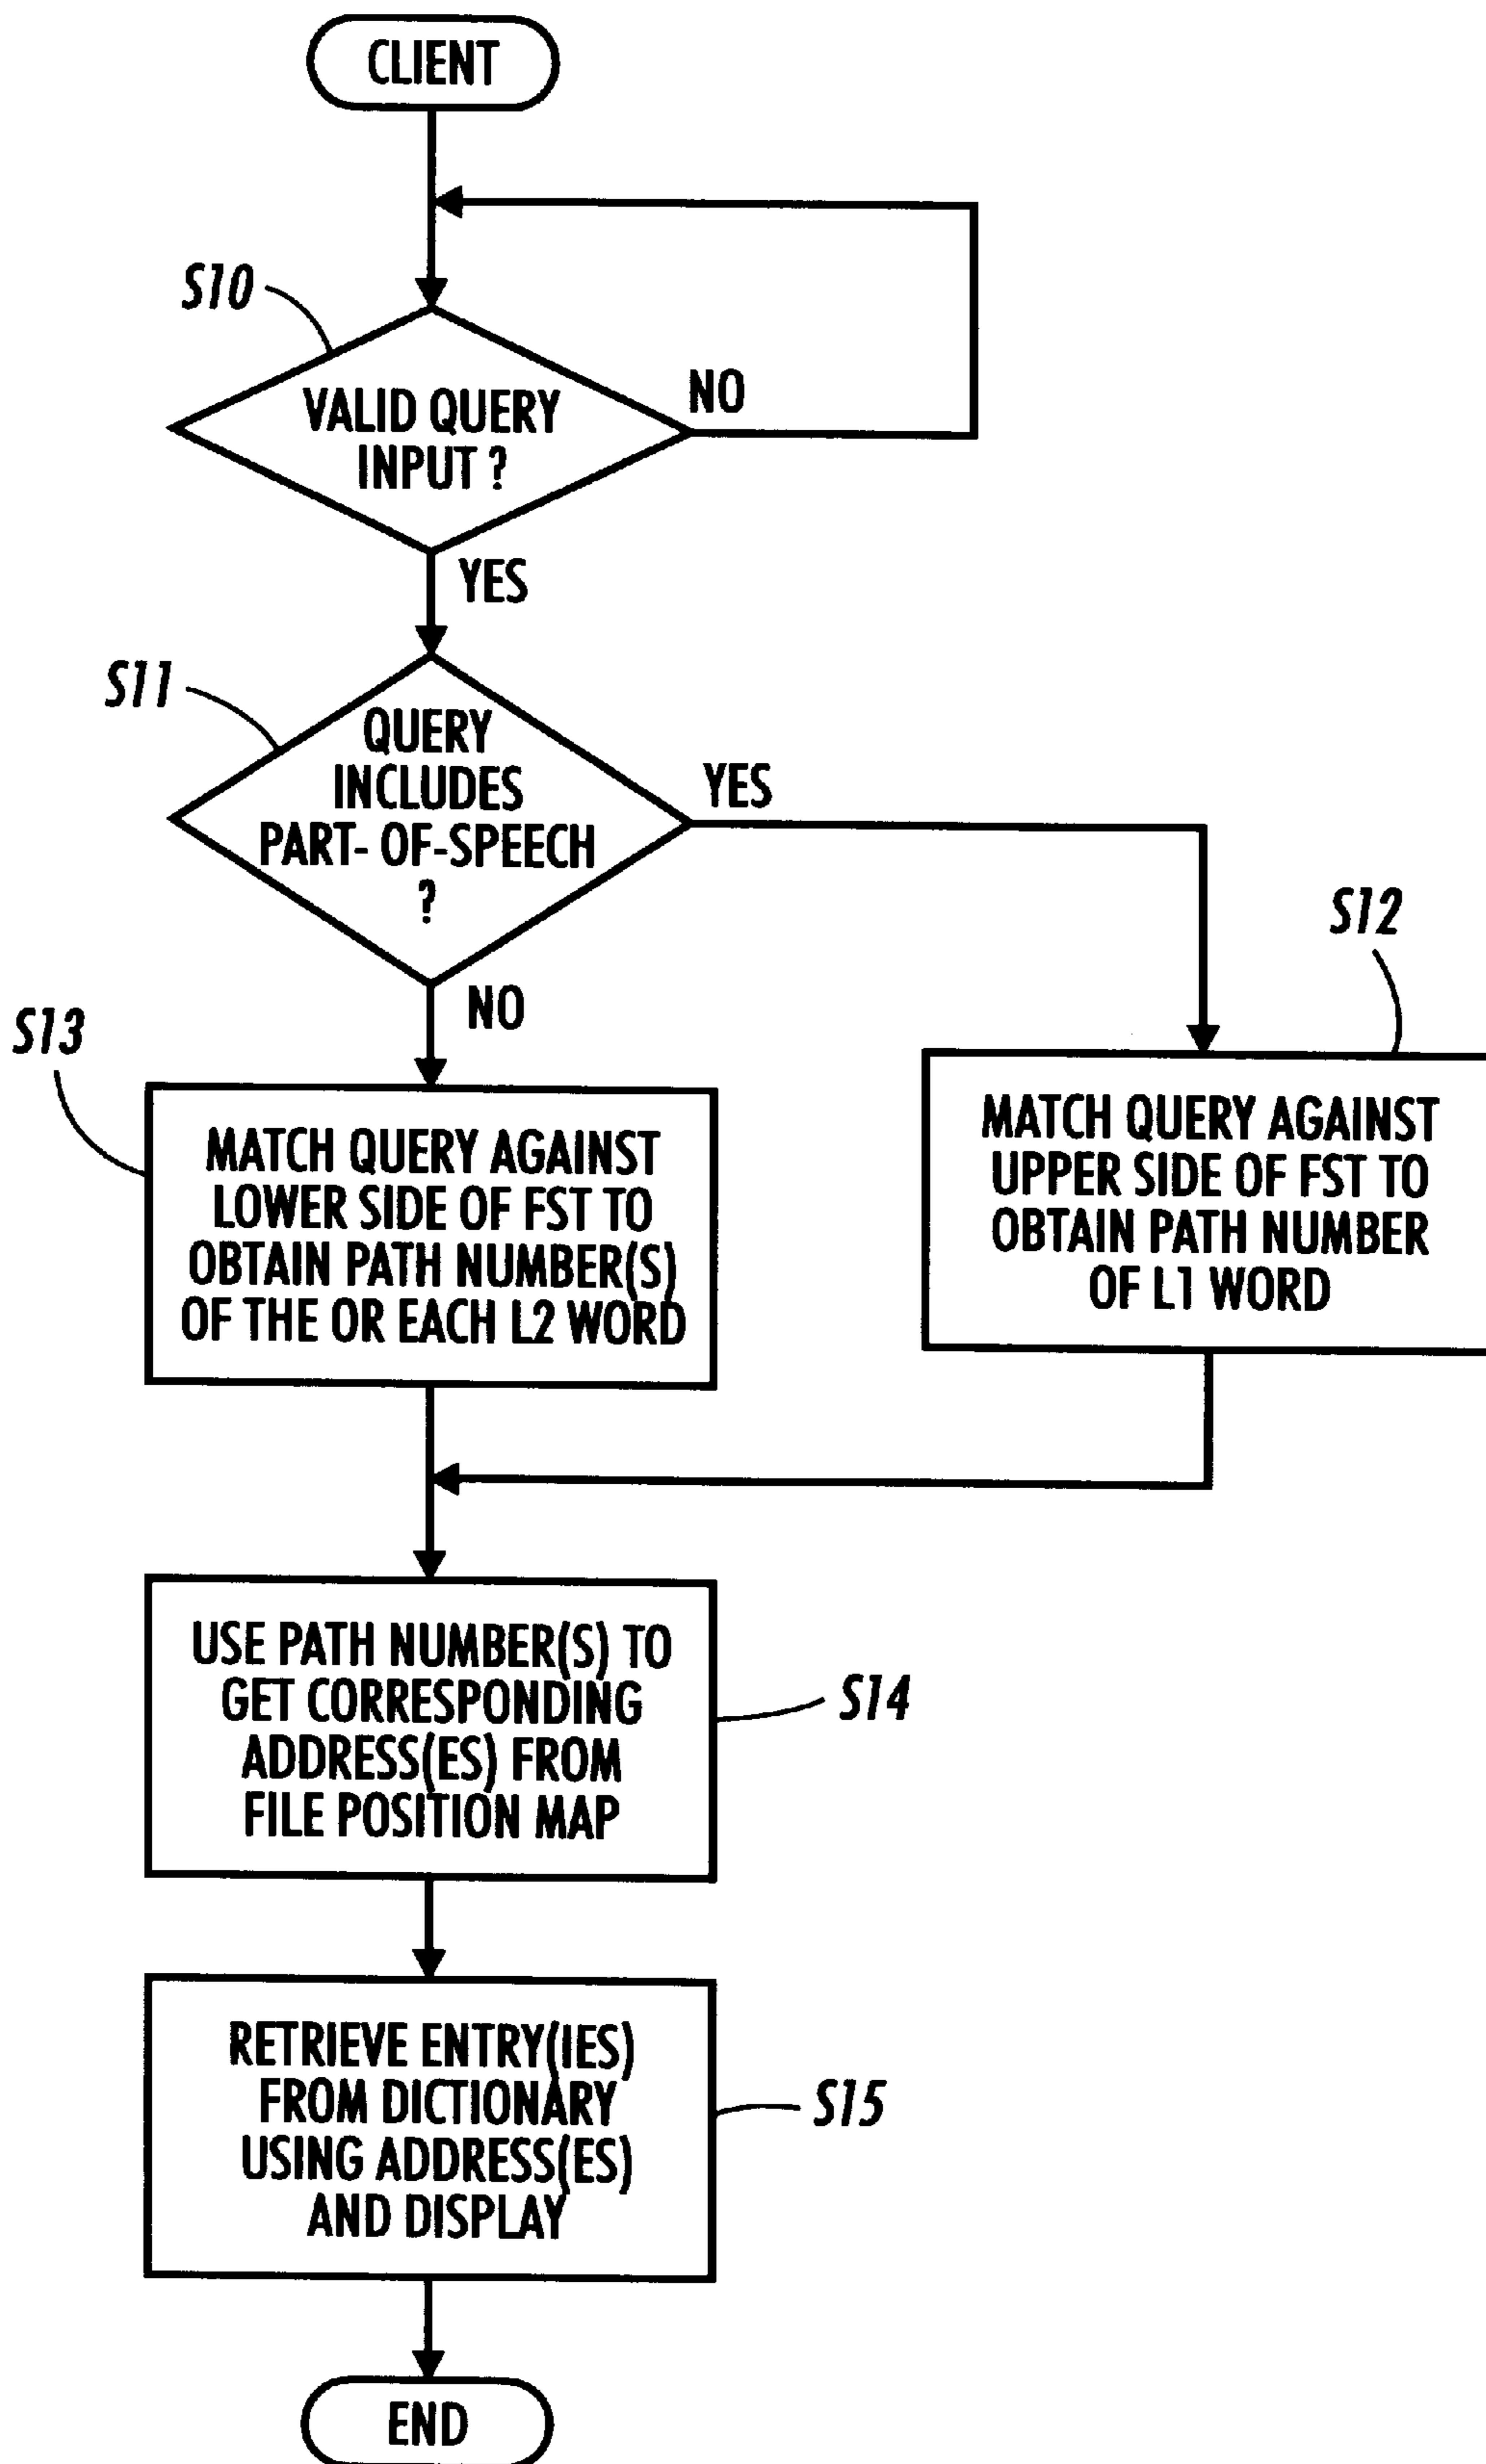 CLIENT
S10
VALID QUERY
INPUT ?
NO
YES
S11
QUERY
INCLUDES
PART- OF-SPEECH
?
YES
NO
S12
MATCH QUERY AGAINST
UPPER SIDE OF FST TO
OBTAIN PATH NUMBER
OF L1 WORD
S13
MATCH QUERY AGAINST
LOWER SIDE OF FST TO
OBTAIN PATH NUMBER(S)
OF THE OR EACH L2 WORD
USE PATH NUMBER(S) TO
GET CORRESPONDING
ADDRESS(ES) FROM
FILE POSITION MAP
S14
RETRIEVE ENTRY(IES)
FROM DICTIONARY
USING ADDRESS(ES)
AND DISPLAY
S15
END